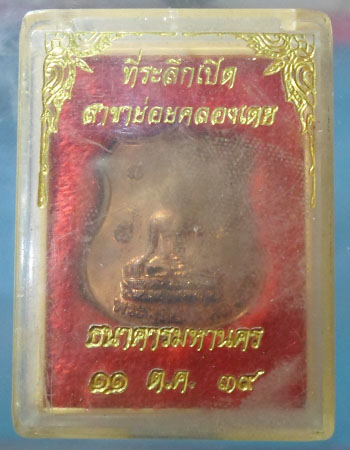 ที่ระลึกเปิด
สาขาย่อยคลองเตย
ธนาคารมหานคร
๑๑ ต.ค. ๓๙